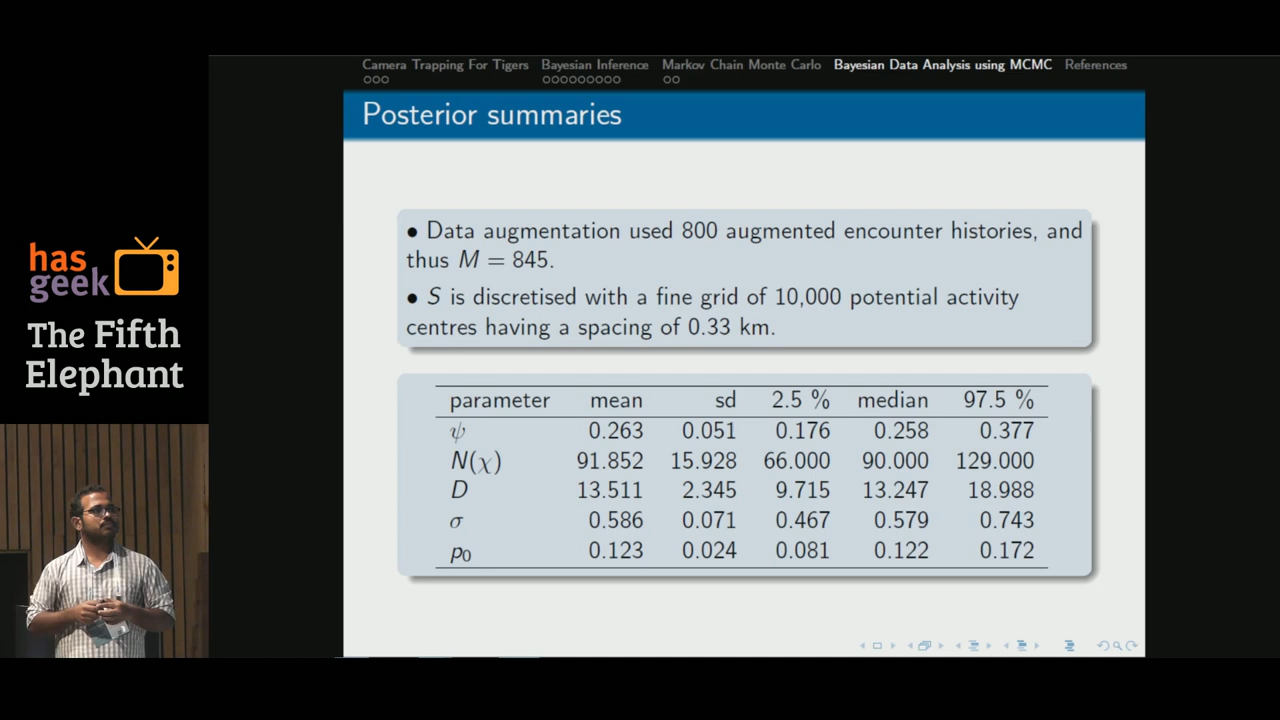 Camera Trapping For Tigers Bayesian Inference Markov Chain Monte Carlo Bayesian Data Analysis using MCMC References
Posterior summaries
• Data augmentation used 800 augmented encounter histories, and
thus M = 845.
• S is discretised with a fine grid of 10,000 potential activity
centres having a spacing of 0.33 km.
has
geek
The Fifth
Elephant
parameter mean sd 2.5 % median 97.5 %
ψ 0.263 0.051 0.176 0.258 0.377
N(χ) 91.852 15.928 66.000 90.000 129.000
D 13.511 2.345 9.715 13.247 18.988
σ 0.586 0.071 0.467 0.579 0.743
p₀ 0.123 0.024 0.081 0.122 0.172